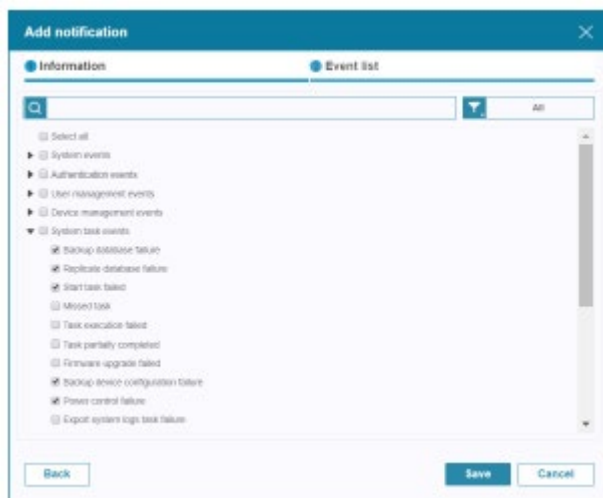 Add notification
Information
Event list
All
Select all
System events
Authentication events
User management events
Device management events
System task events
Backup database failure
Replicate database failure
Start task failed
Missed task
Task execution failed
Task partially completed
Firmware upgrade failed
Backup device configuration failure
Power control failure
Export system logs task failure
Back
Save
Cancel